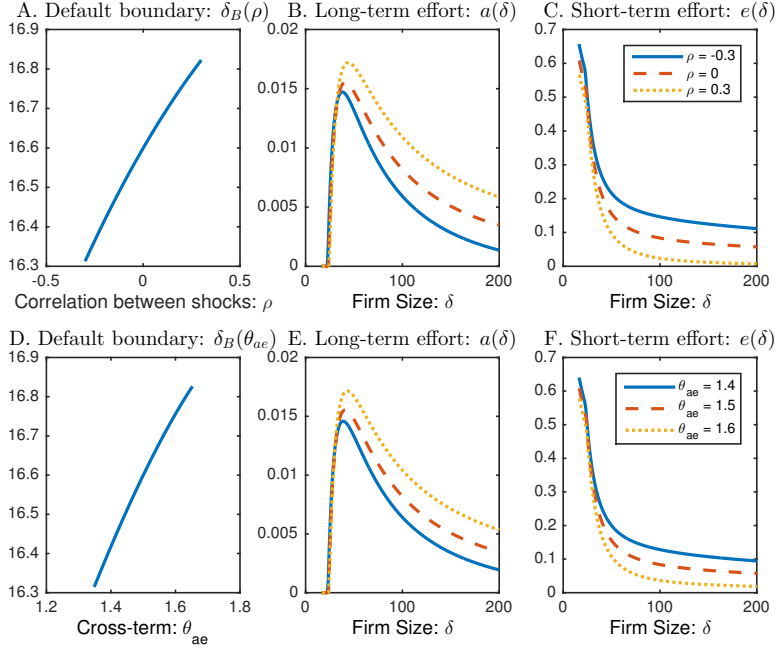 A. Default boundary: δ_B(ρ)
16.9
16.8
16.7
16.6
16.5
16.4
16.3
-0.5 0 0.5
Correlation between shocks: ρ
B. Long-term effort: a(δ)
0.02
0.015
0.01
0.005
0
0 100 200
Firm Size: δ
C. Short-term effort: e(δ)
0.7
0.6
0.5
0.4
0.3
0.2
0.1
0
0 100 200
Firm Size: δ
ρ = -0.3
ρ = 0
ρ = 0.3
D. Default boundary: δ_B(θ_ae)
16.9
16.8
16.7
16.6
16.5
16.4
16.3
1.2 1.4 1.6 1.8
Cross-term: θ_ae
E. Long-term effort: a(δ)
0.02
0.015
0.01
0.005
0
0 100 200
Firm Size: δ
F. Short-term effort: e(δ)
0.7
0.6
0.5
0.4
0.3
0.2
0.1
0
0 100 200
Firm Size: δ
θ_ae = 1.4
θ_ae = 1.5
θ_ae = 1.6